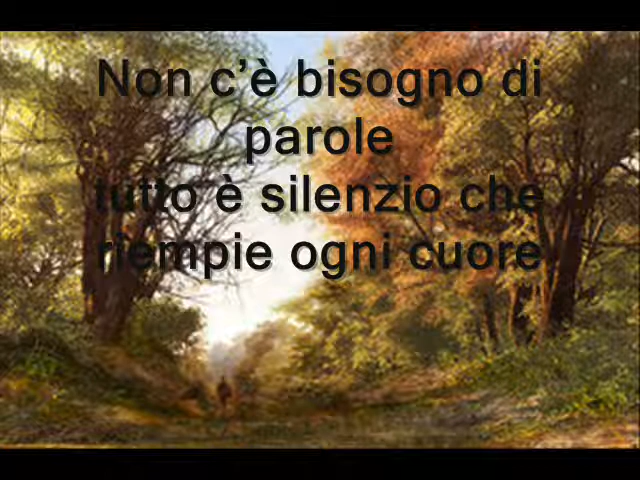 Non c’è bisogno di
parole
tutto è silenzio che
riempie ogni cuore